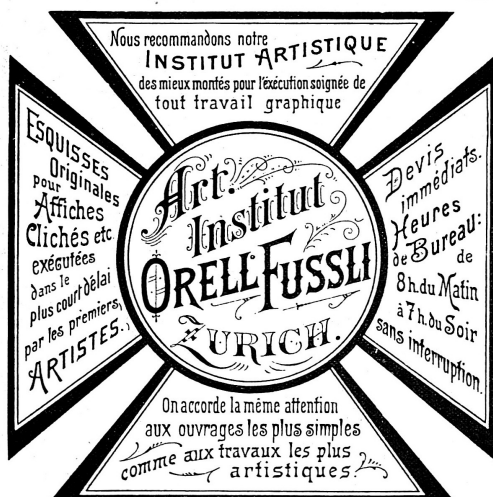 Nous recommandons notre
INSTITUT ARTISTIQUE
des mieux montés pour l'éxécution soignée de
tout travail graphique
ESQUISSES
Originales
pour
Affiches
Clichés etc.
exécutées
dans le
plus court délai
par les premiers
ARTISTES.
Art.
Institut
ORELL FUSSLI
ZURICH.
Devis
immédiats.
Heures
de Bureau:
de
8 h. du Matin
à 7 h. du Soir
sans interruption.
On accorde la même attention
aux ouvrages les plus simples
comme aux travaux les plus
artistiques.